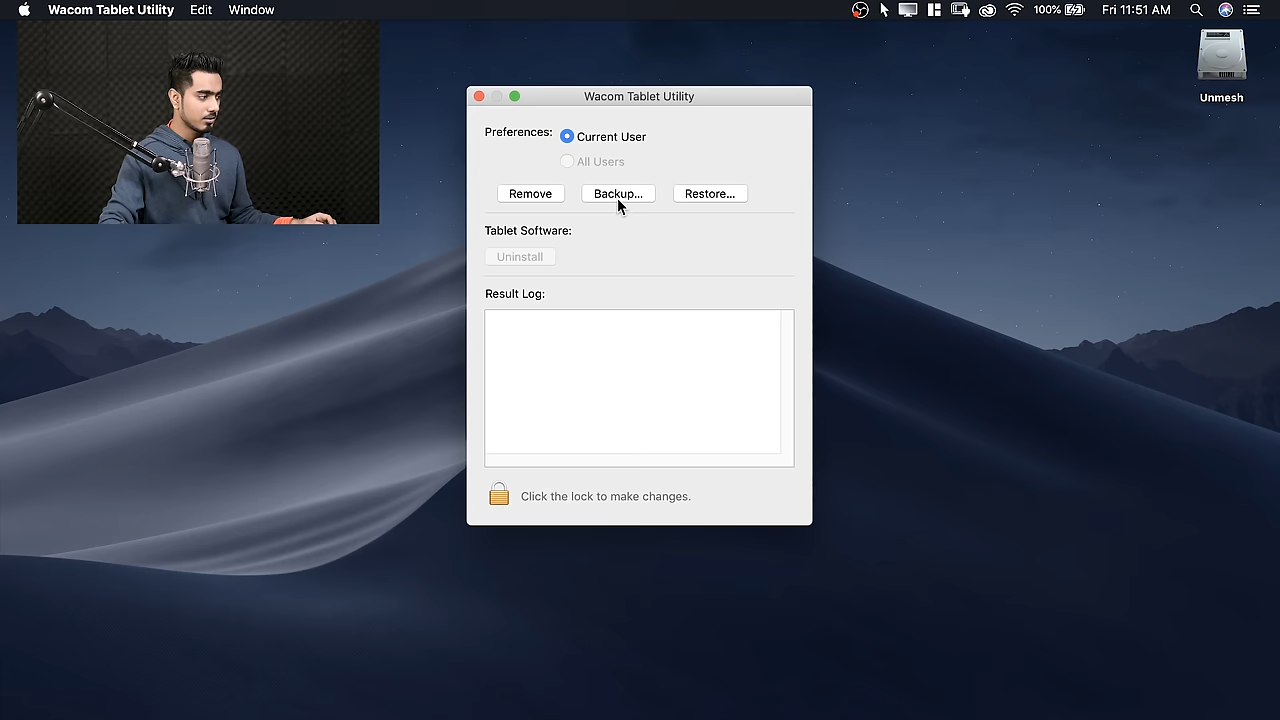 Wacom Tablet Utility Edit Window 100% Fri 11:51 AM
Unmesh
Wacom Tablet Utility
Preferences: Current User
All Users
Remove Backup... Restore...
Tablet Software:
Uninstall
Result Log:
Click the lock to make changes.